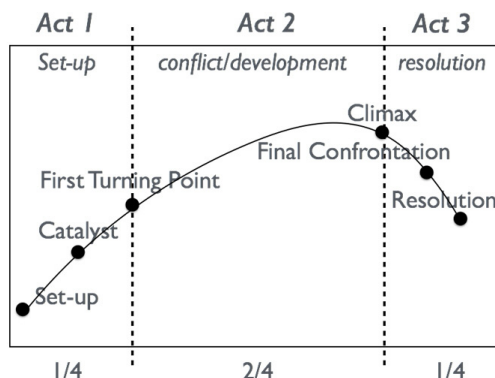 Act 1 Act 2 Act 3
Set-up conflict/development resolution
Climax
Final Confrontation
First Turning Point
Resolution
Catalyst
Set-up
1/4 2/4 1/4